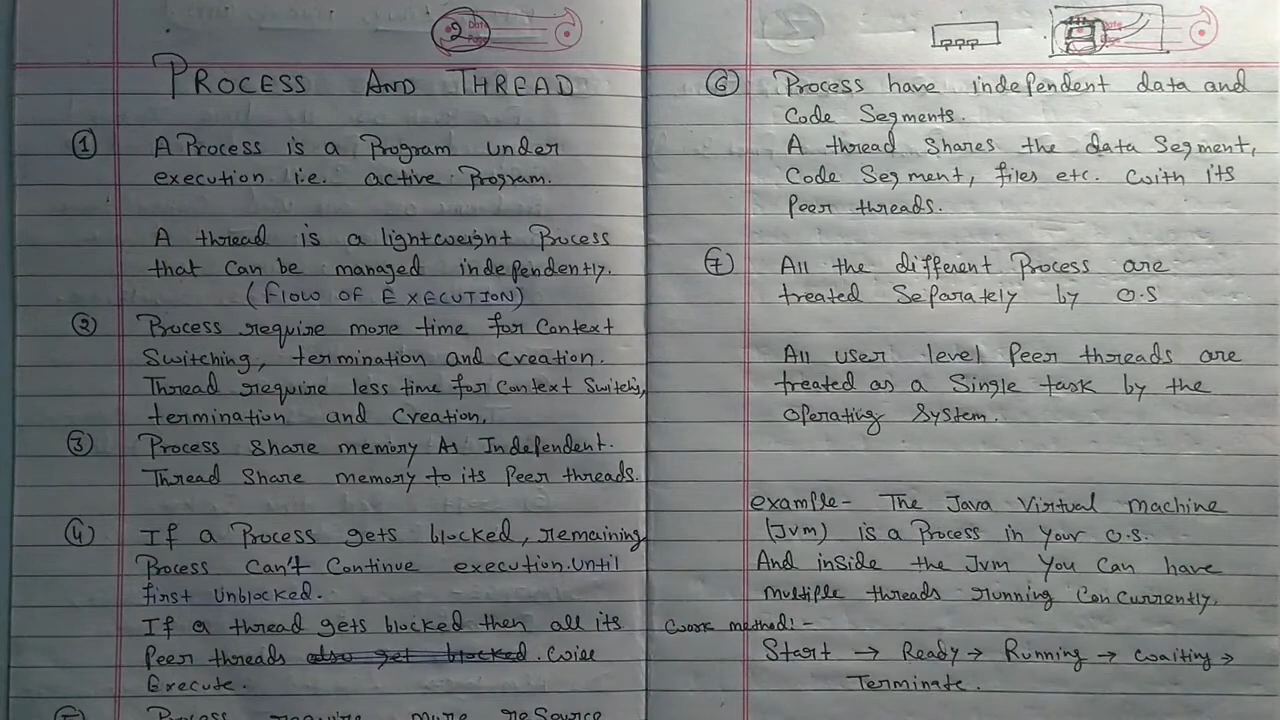 2
Date
Page
PROCESS AND THREAD
① A Process is a Program under
execution i.e. active Program.
A thread is a lightweight Process
that can be managed independently.
(Flow OF EXECUTION)
② Process require more time for Context
Switching, termination and Creation.
Thread require less time for Context Switch,
termination and Creation.
③ Process Share memory As Independent.
Thread Share memory to its Peer threads.
④ If a Process gets blocked, remaining
Process Can't Continue execution.until
first Unblocked.
If a thread gets blocked then all its
Peer threads also get blocked. will
Execute.
Process require more resource
⑥ Process have independent data and
Code Segments.
A thread Shares the data Segment,
Code Segment, files etc. with its
Peer threads.
⑦ All the different Process are
treated Separately by O.S
All user level Peer threads are
treated as a Single task by the
Operating System.
example- The Java Virtual machine
(Jvm) is a Process in Your O.S.
And inside the Jvm You Can have
multiple threads running Concurrently.
Work method:-
Start → Ready → Running → Waiting →
Terminate.